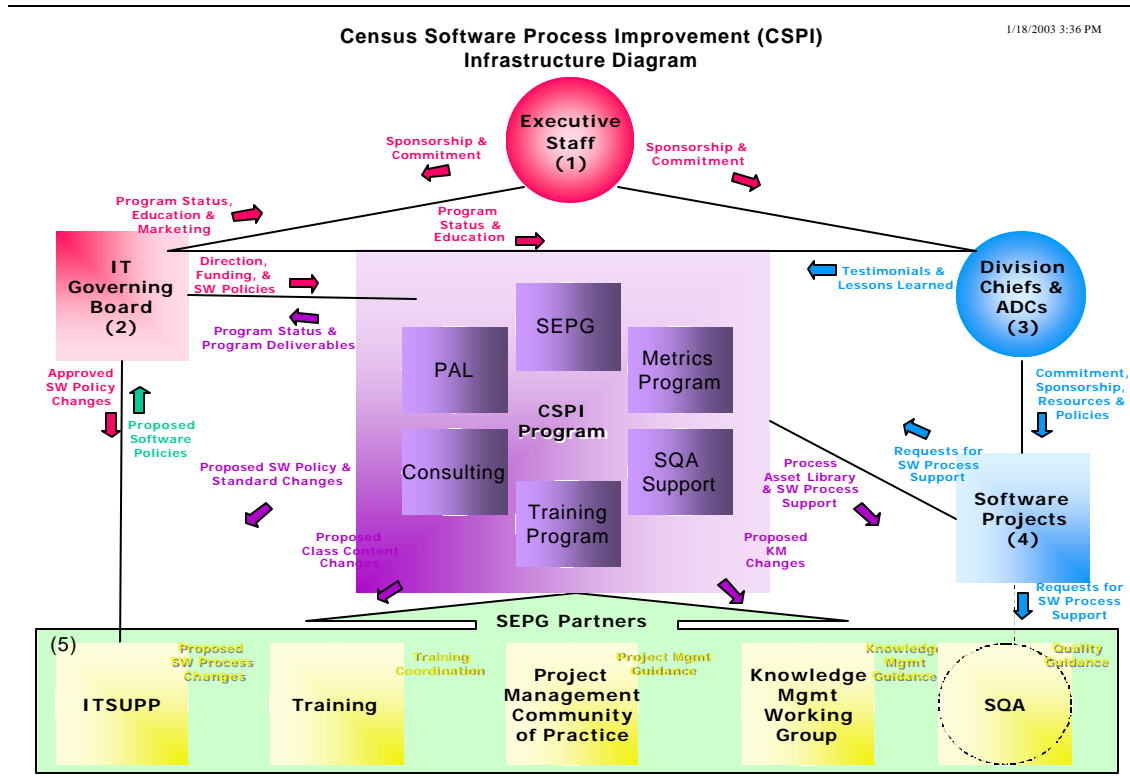 1/18/2003 3:36 PM
Census Software Process Improvement (CSPI)
Infrastructure Diagram
Executive
Staff
(1)
Sponsorship &
Commitment
Sponsorship &
Commitment
Program Status,
Education &
Marketing
Program
Status &
Education
IT
Governing
Board
(2)
Direction,
Funding, &
SW Policies
Testimonials &
Lessons Learned
Division
Chiefs &
ADCs
(3)
Program Status &
Program Deliverables
SEPG
PAL
Metrics
Program
CSPI
Program
Consulting
SQA
Support
Training
Program
Approved
SW Policy
Changes
Proposed
Software
Policies
Commitment,
Sponsorship,
Resources &
Policies
Requests for
SW Process
Support
Proposed SW Policy &
Standard Changes
Process
Asset Library
& SW Process
Support
Software
Projects
(4)
Proposed
Class Content
Changes
Proposed
KM
Changes
Requests for
SW Process
Support
SEPG Partners
(5)
Proposed
SW Process
Changes
ITSUPP
Training
Coordination
Training
Project Mgmt
Guidance
Project
Management
Community
of Practice
Knowledge
Mgmt
Guidance
Knowledge
Mgmt
Working
Group
Quality
Guidance
SQA